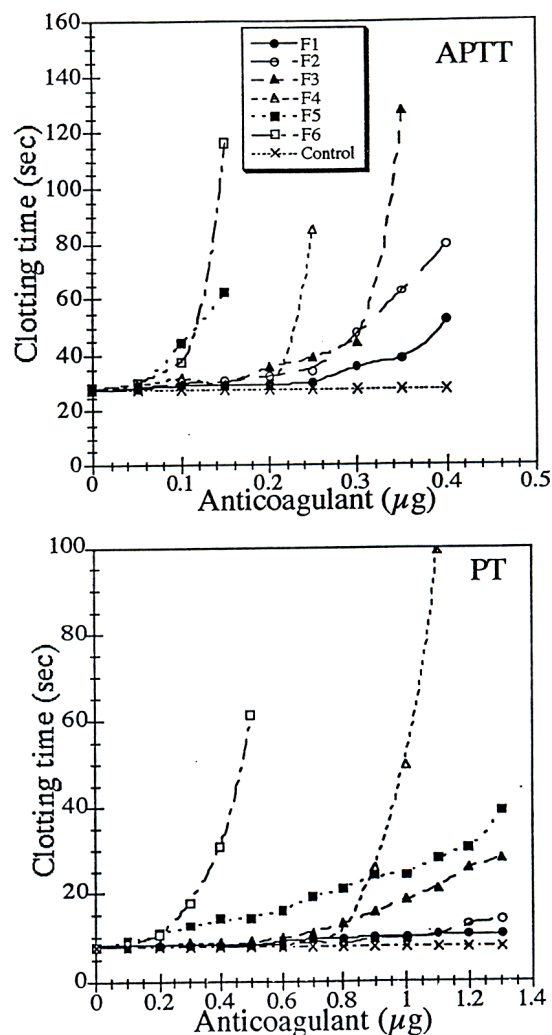 160
140
120
100
80
60
40
20
0
Clotting time (sec)
F1
F2
F3
F4
F5
F6
Control
APTT
0 0.1 0.2 0.3 0.4 0.5
Anticoagulant (µg)
100
80
60
40
20
0
Clotting time (sec)
PT
0 0.2 0.4 0.6 0.8 1 1.2 1.4
Anticoagulant (µg)